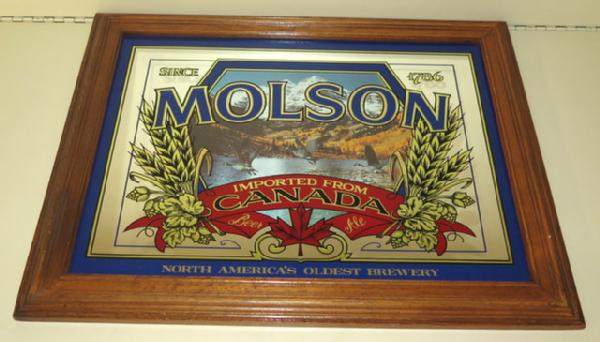 SINCE 1786
MOLSON
IMPORTED FROM
CANADA
Beer Ale
NORTH AMERICA'S OLDEST BREWERY